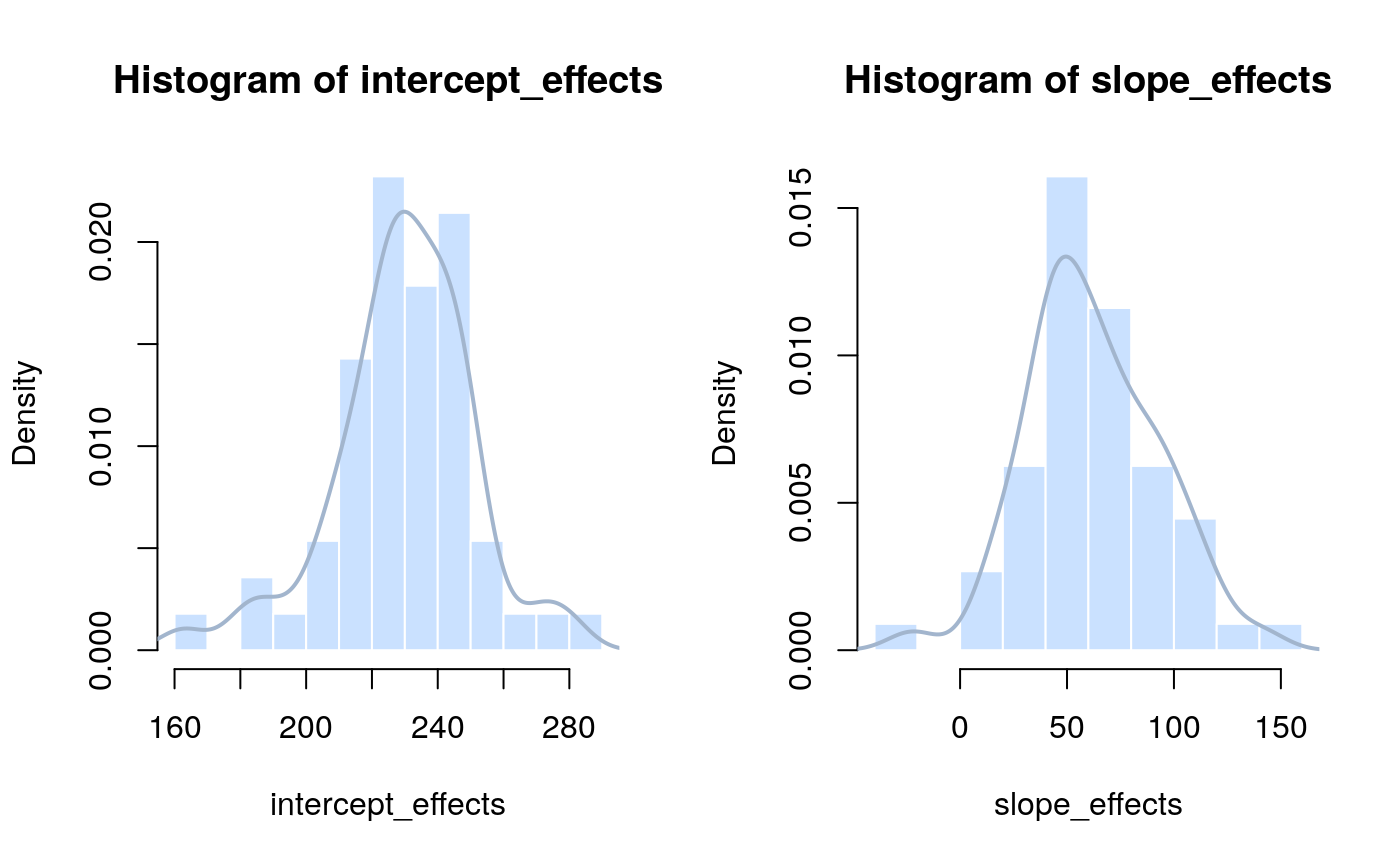 Histogram of intercept_effects
Density
0.000
0.010
0.020
160
200
240
280
intercept_effects
Histogram of slope_effects
Density
0.000
0.005
0.010
0.015
0
50
100
150
slope_effects